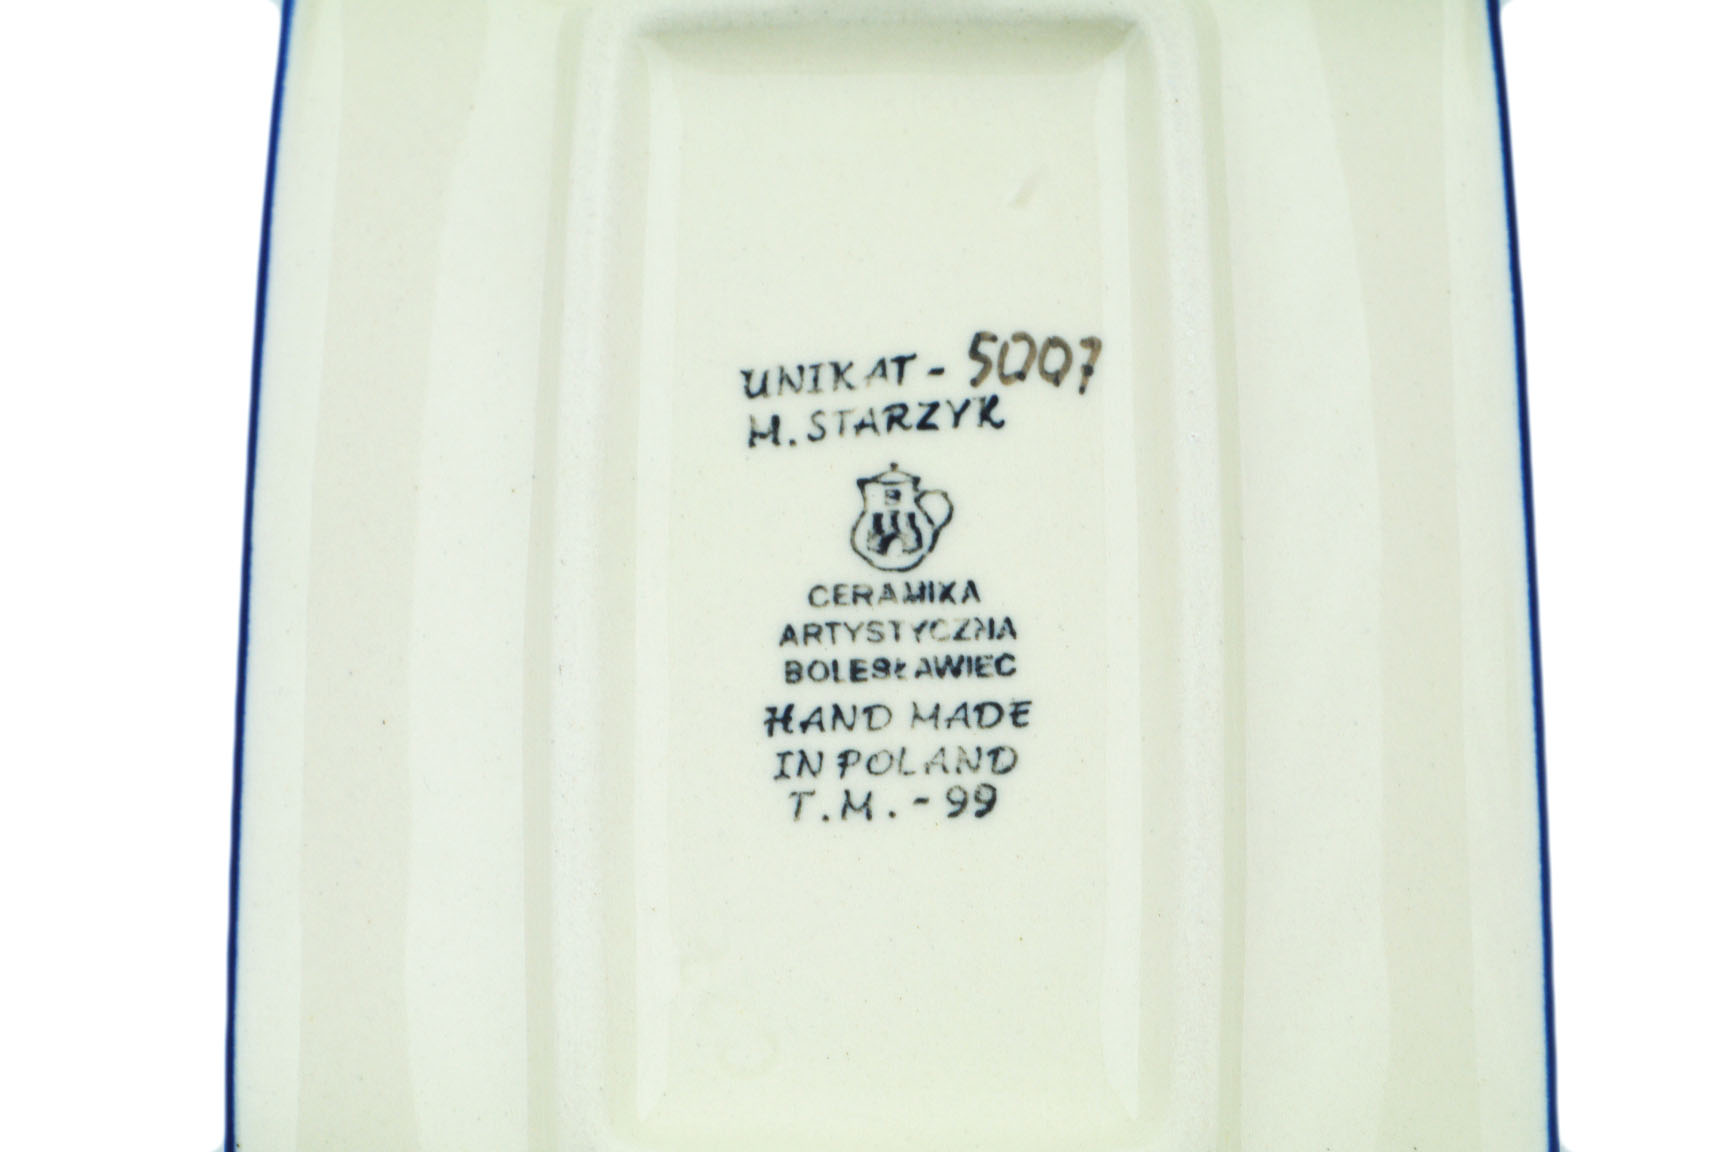 UNIKAT - 5007
M. STARZYK
CERAMIKA
ARTYSTYCZNA
BOLESŁAWIEC
HAND MADE
IN POLAND
T.M. - 99